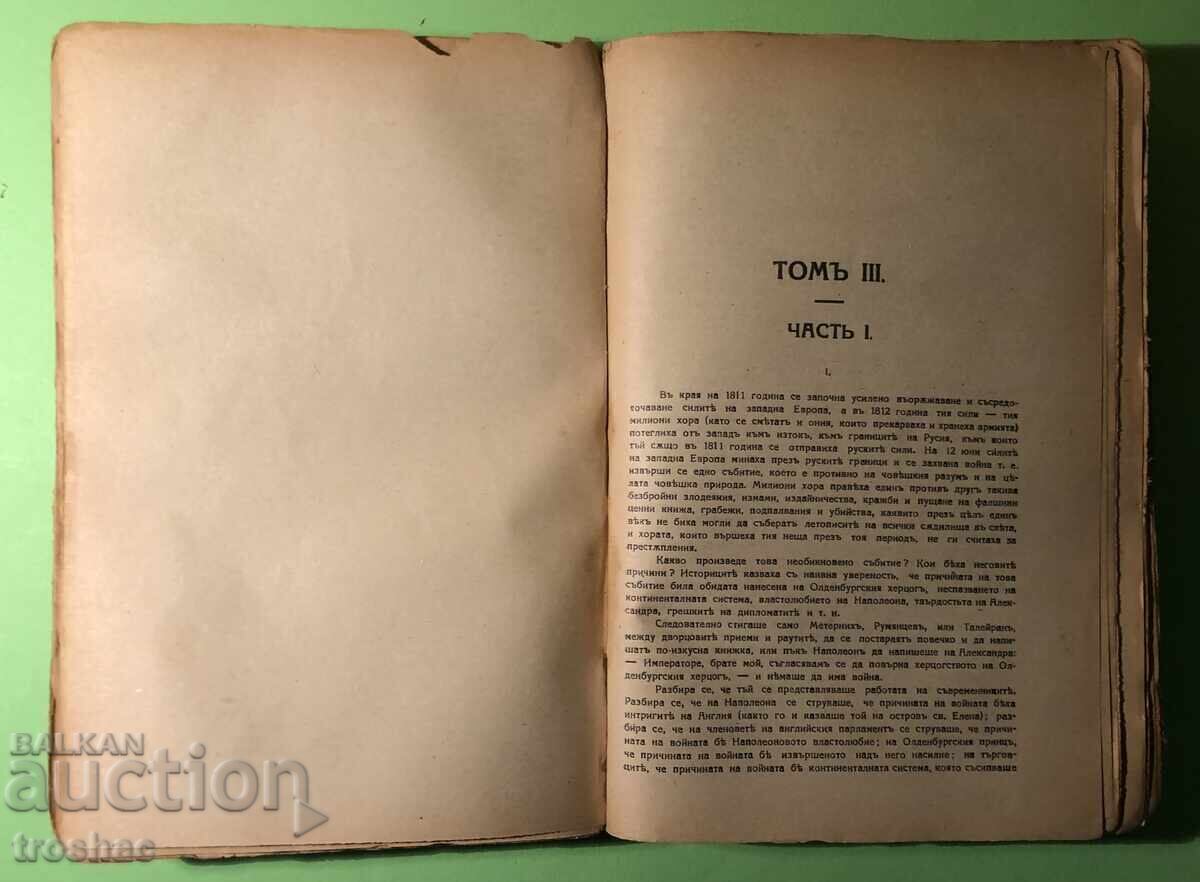 ТОМЪ III.
ЧАСТЬ I.
I.
Въ края на 1811 година се започна усилено въоръжаване и съсредо-
точаване силитѣ на западна Европа, а въ 1812 година тия сили — тия
милиони хора (като се смѣтатъ и ония, които прекарваха и хранеха армията)
потеглиха отъ западъ къмъ изтокъ, къмъ границитѣ на Русия, къмъ които
тъй сѫщо въ 1811 година се отправиха рускитѣ сили. На 12 юни силитѣ
на западна Европа минаха презъ рускитѣ граници и се захвана война т. е.
извърши се едно събитие, което е противно на човѣшкия разумъ и на цѣ-
лата човѣшка природа. Милиони хора правѣха единъ противъ другъ такива
безбройни злодеяния, измами, издайничества, кражби и пущане на фалшиви
ценни книжа, грабежи, подпалвания и убийства, каквито презъ цѣлъ единъ
вѣкъ не биха могли да събератъ летописитѣ на всички сѫдилища въ свѣта,
и хората, които вършеха тия неща презъ тоя периодъ, не ги считаха за
престѫпления.
Какво произведе това необикновено събитие? Кои бѣха неговитѣ
причини? Историцитѣ казваха съ наивна увереность, че причината на това
събитие била обидата нанесена на Олденбургския херцогъ, неспазването на
континенталната система, властолюбието на Наполеона, твърдостьта на Алек-
сандра, грешкитѣ на дипломатитѣ и т. н.
Следователно стигаше само Метернихъ, Румянцевъ, или Талейранъ,
между дворцовитѣ приеми и раутитѣ, да се постараятъ повечко и да напи-
шатъ по-изкусна книжка, или пъкъ Наполеонъ да напишеше на Александра:
— Императоре, брате мой, съгласявамъ се да повърна херцогството на Ол-
денбургския херцогъ, — и нѣмаше да има война.
Разбира се, че тъй се представляваше работата на съвременницитѣ.
Разбира се, че на Наполеона се струваше, че причината на войната бѣха
интригитѣ на Англия (както го и казваше той на островъ св. Елена); раз-
бира се, че на членоветѣ на английския парламентъ се струваше, че причи-
ната на войната бѣ Наполеоновото властолюбие; на Олденбургския принцъ,
че причината на войната бѣ извършеното надъ него насилие; на търгов-
цитѣ, че причината на войната бѣ континенталната система, която съсипваше
BALKAN
auction
troshac